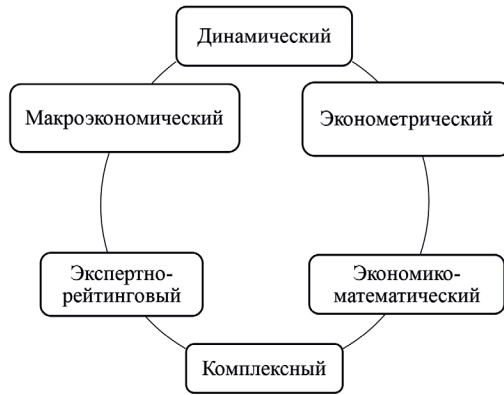 Динамический
Макроэкономический
Эконометрический
Экспертно-
рейтинговый
Экономико-
математический
Комплексный